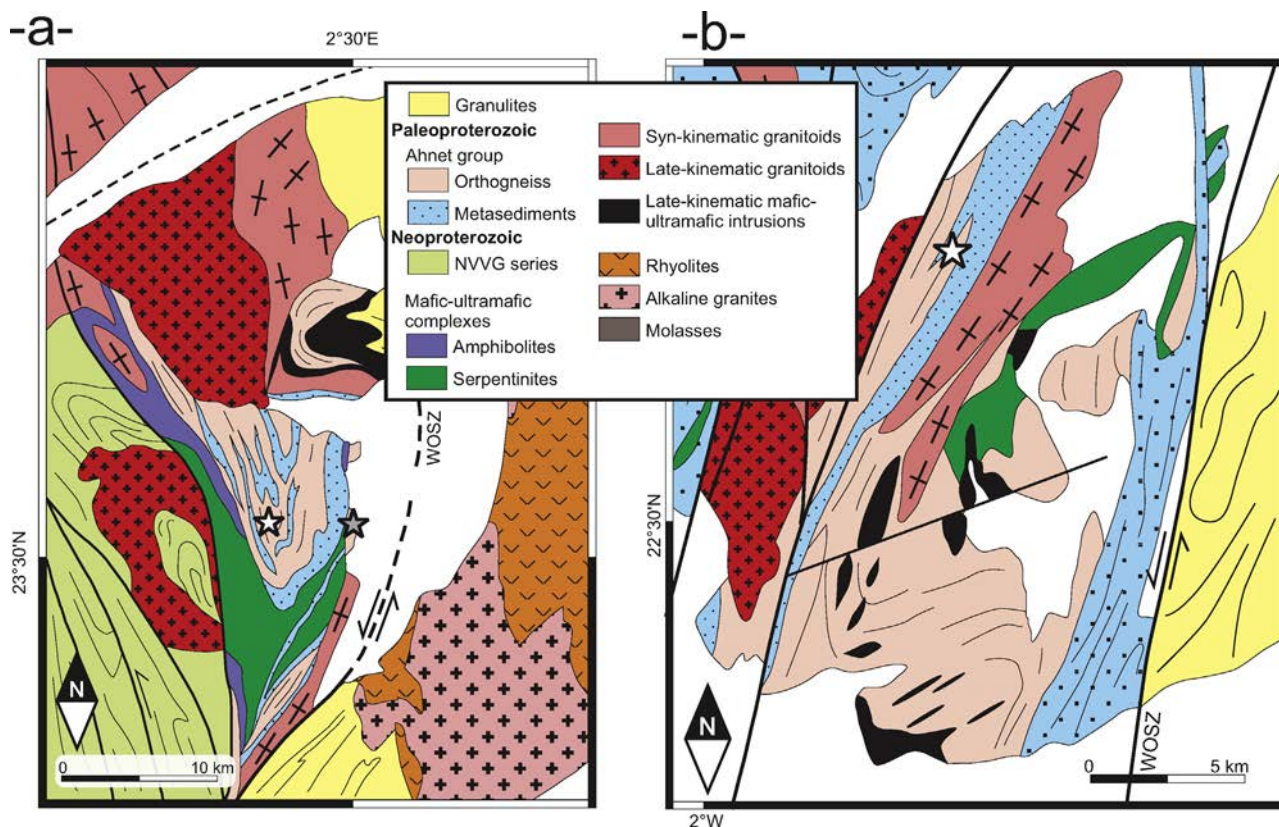 -a-
-b-
2°30'E
Granulites
Paleoproterozoic
Ahnet group
Orthogneiss
Metasediments
Neoproterozoic
NVVG series
Mafic-ultramafic
complexes
Amphibolites
Serpentinites
Syn-kinematic granitoids
Late-kinematic granitoids
Late-kinematic mafic-
ultramafic intrusions
Rhyolites
Alkaline granites
Molasses
WOSZ
23°30'N
N
0 10 km
22°30'N
N
WOSZ
0 5 km
2°W